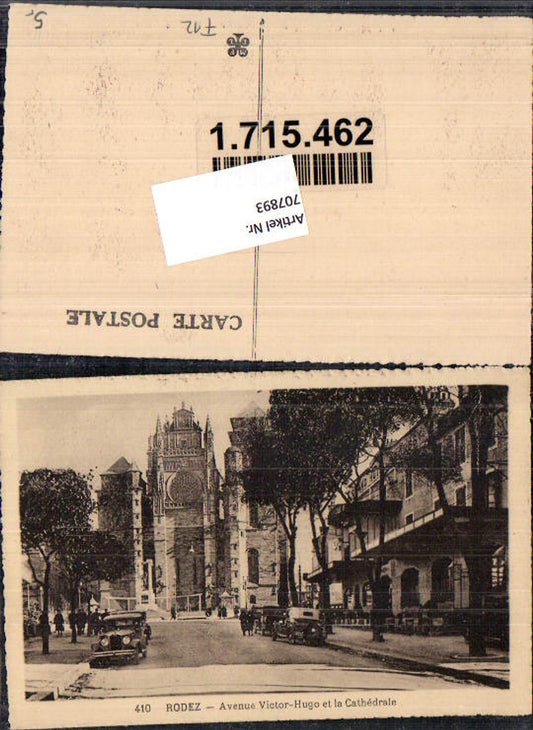 5,
F12
1.715.462
Artikel Nr.
707893
CARTE POSTALE
410 RODEZ — Avenue Victor-Hugo et la Cathédrale